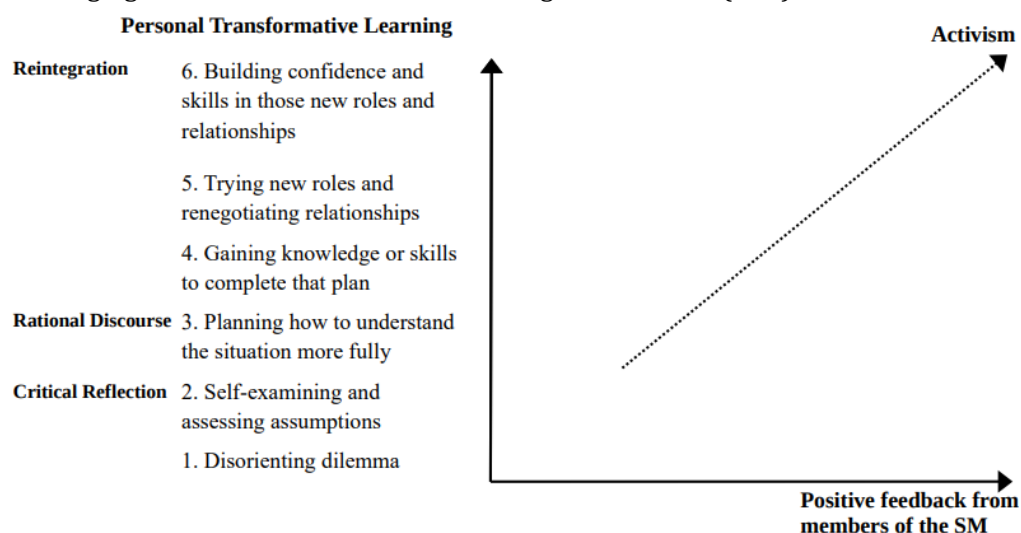 Personal Transformative Learning
Activism
Reintegration
6. Building confidence and
skills in those new roles and
relationships
5. Trying new roles and
renegotiating relationships
4. Gaining knowledge or skills
to complete that plan
Rational Discourse
3. Planning how to understand
the situation more fully
Critical Reflection
2. Self-examining and
assessing assumptions
1. Disorienting dilemma
Positive feedback from
members of the SM